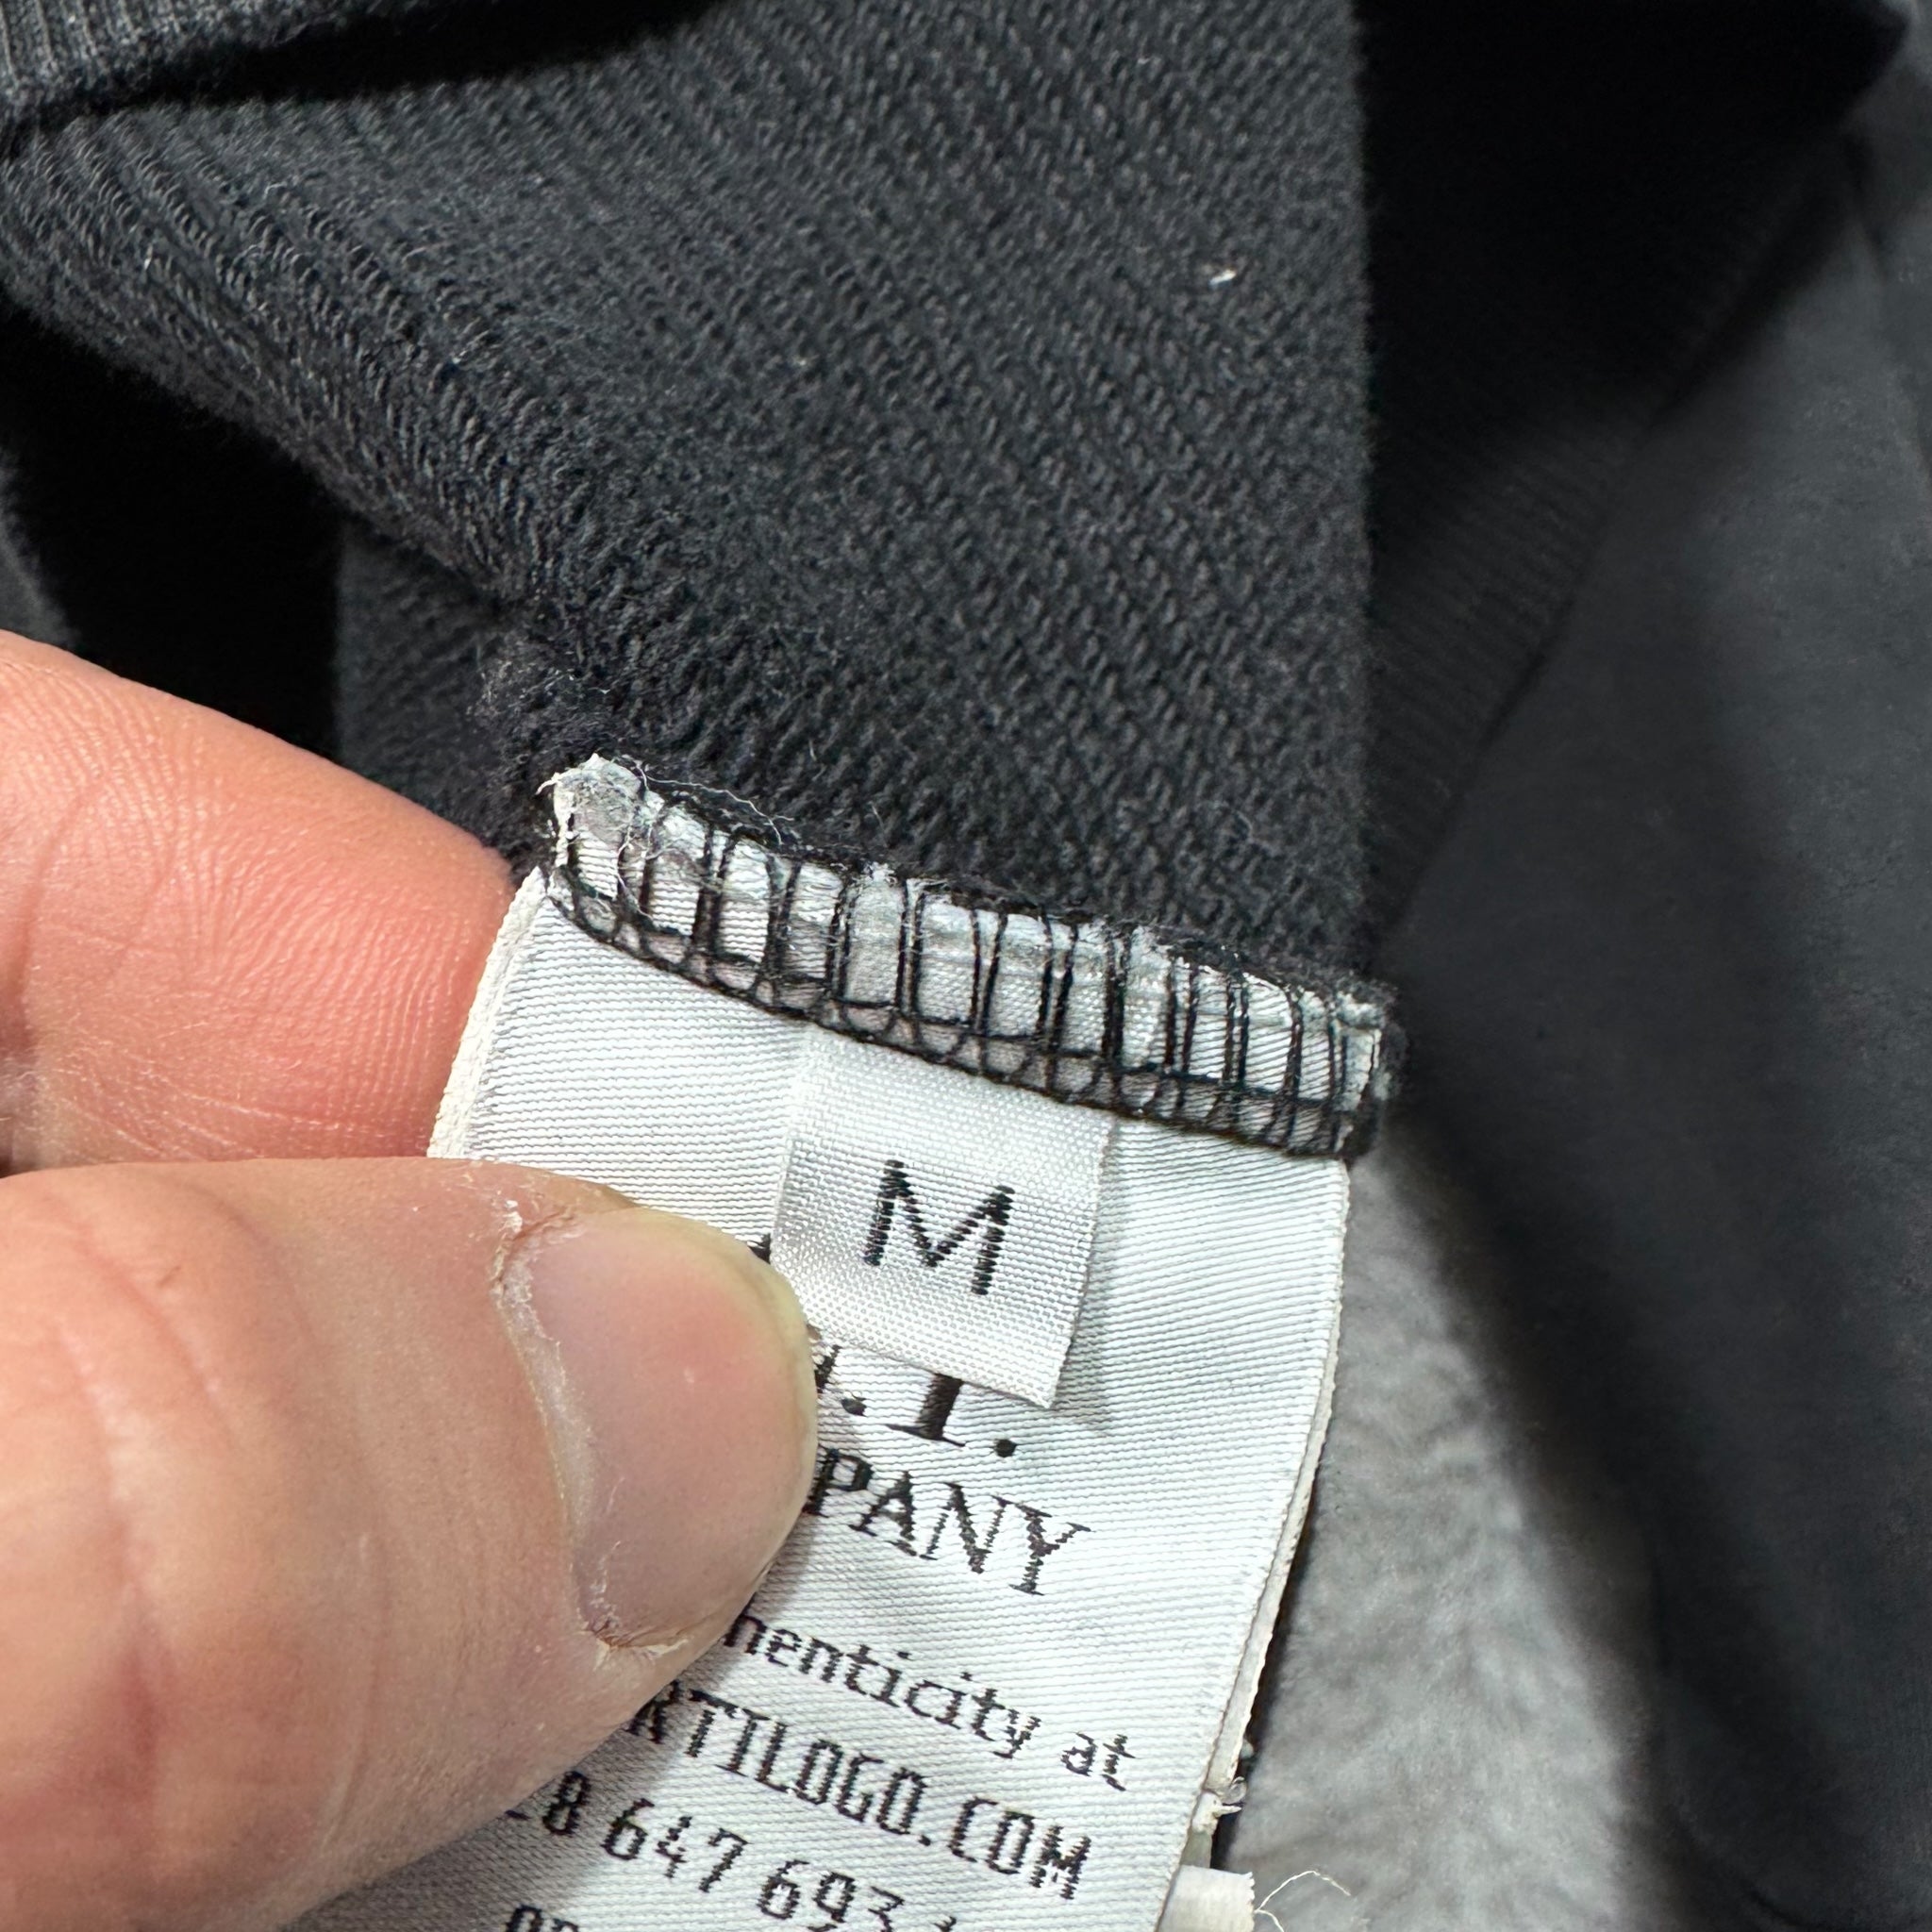 M
.I.
PANY
henticity at
RTILOGO.COM
8 647 693